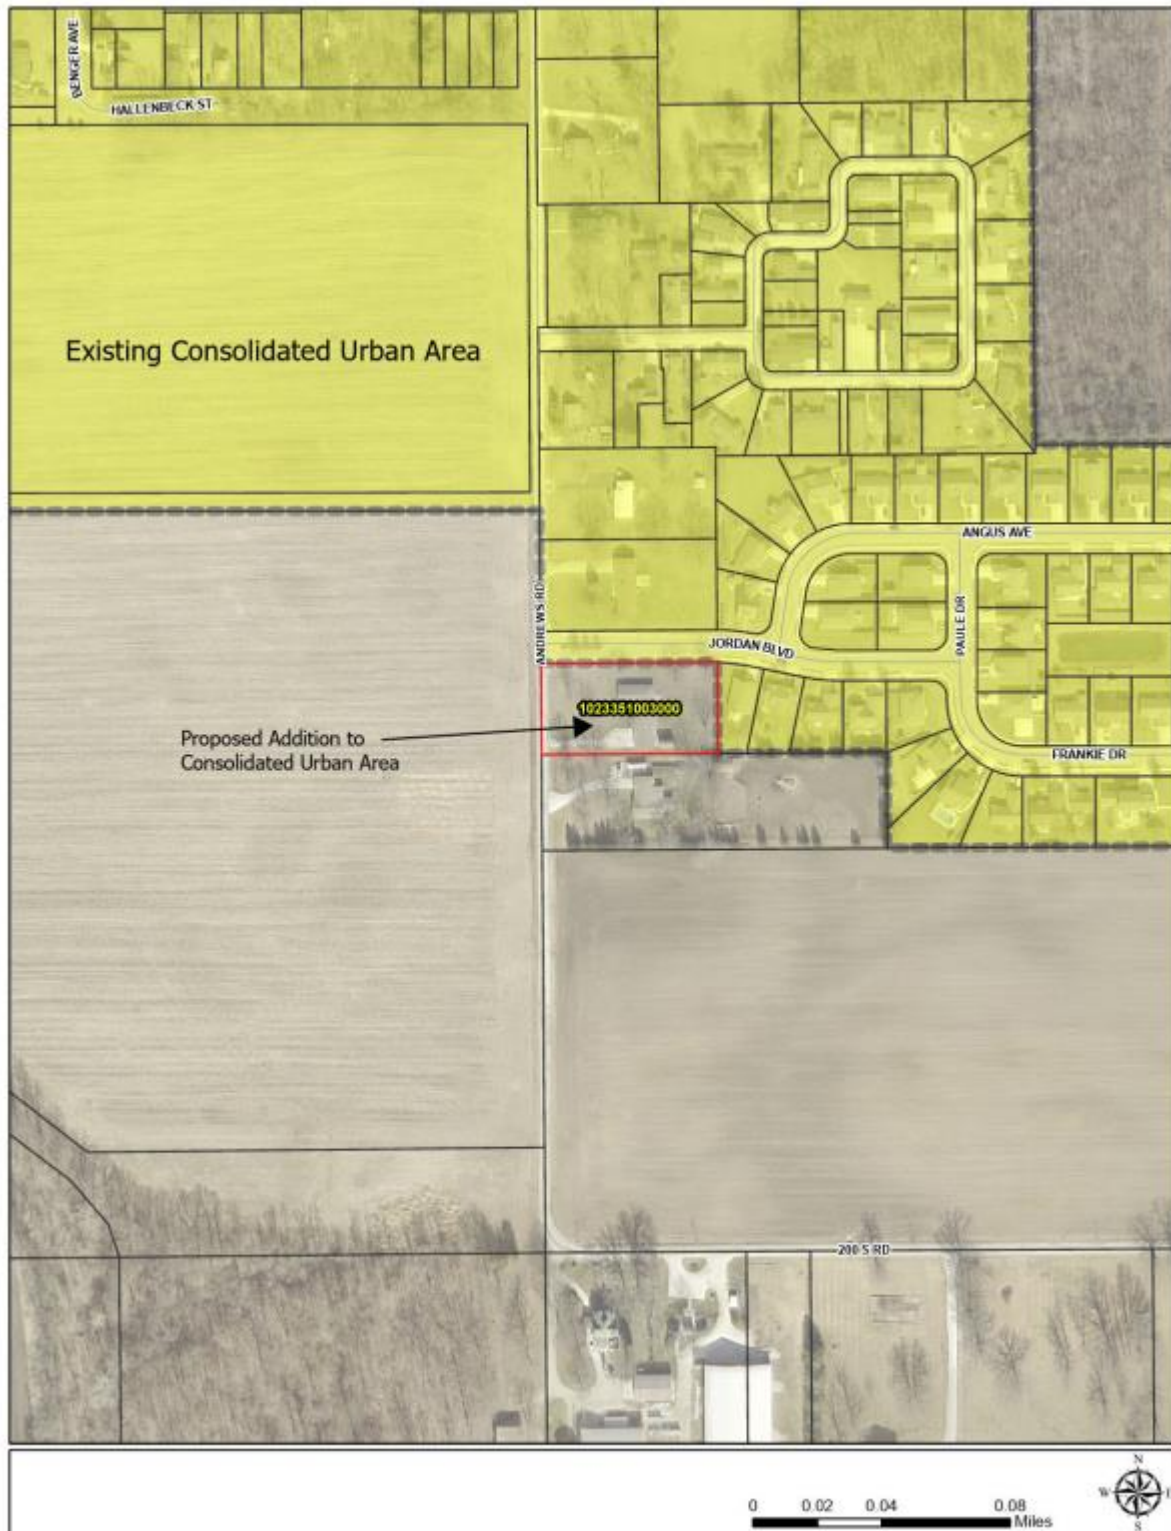 BENGER AVE
HALLENBECK ST
Existing Consolidated Urban Area
ANGUS AVE
ANDREWS RD
PAULE DR
JORDAN BLVD
1023351003000
Proposed Addition to
Consolidated Urban Area
FRANKIE DR
200 S RD
N
W
E
S
0 0.02 0.04 0.08
Miles